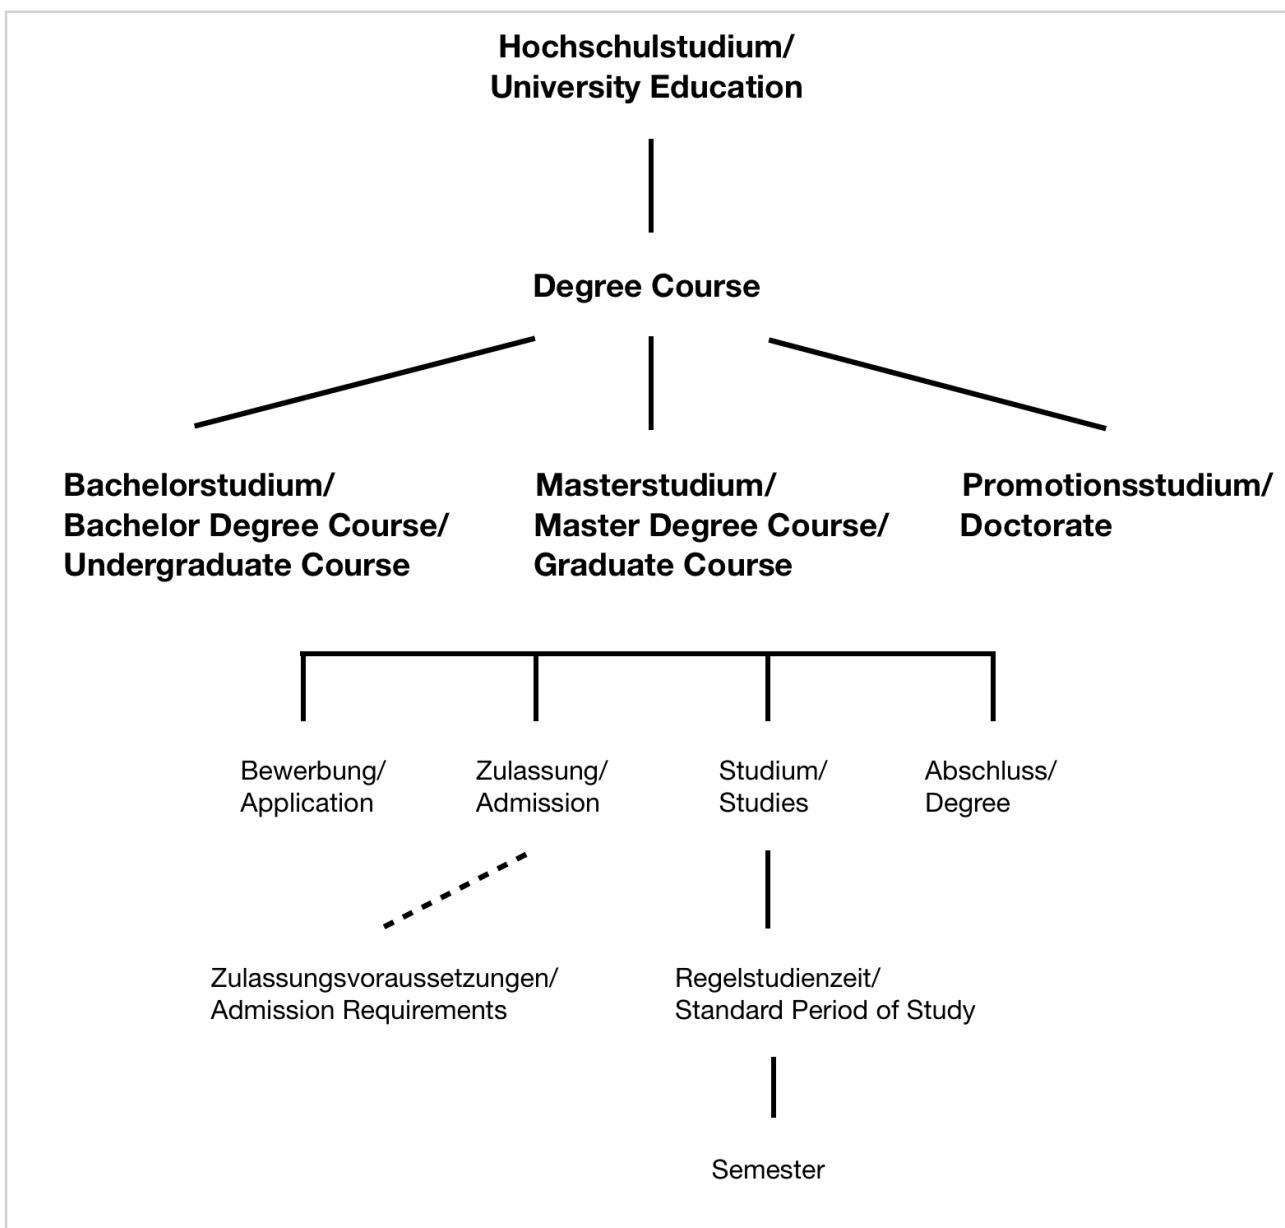 Hochschulstudium/
University Education
Degree Course
Bachelorstudium/
Bachelor Degree Course/
Undergraduate Course
Masterstudium/
Master Degree Course/
Graduate Course
Promotionsstudium/
Doctorate
Bewerbung/
Application
Zulassung/
Admission
Studium/
Studies
Abschluss/
Degree
Zulassungsvoraussetzungen/
Admission Requirements
Regelstudienzeit/
Standard Period of Study
Semester